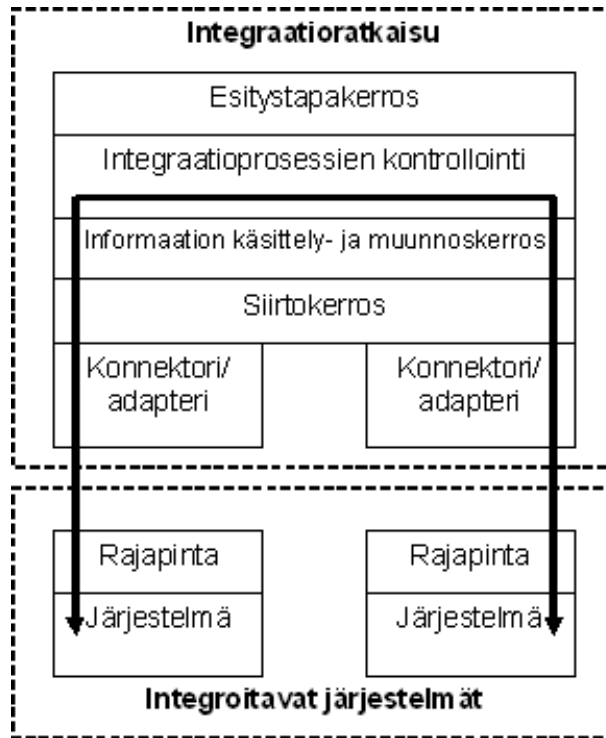 Integraatioratkaisu
Esitystapakerros
Integraatioprosessien kontrollointi
Informaation käsittely- ja muunnoskerros
Siirtokerros
Konnektori/
adapteri
Konnektori/
adapteri
Rajapinta
Järjestelmä
Rajapinta
Järjestelmä
Integroitavat järjestelmät